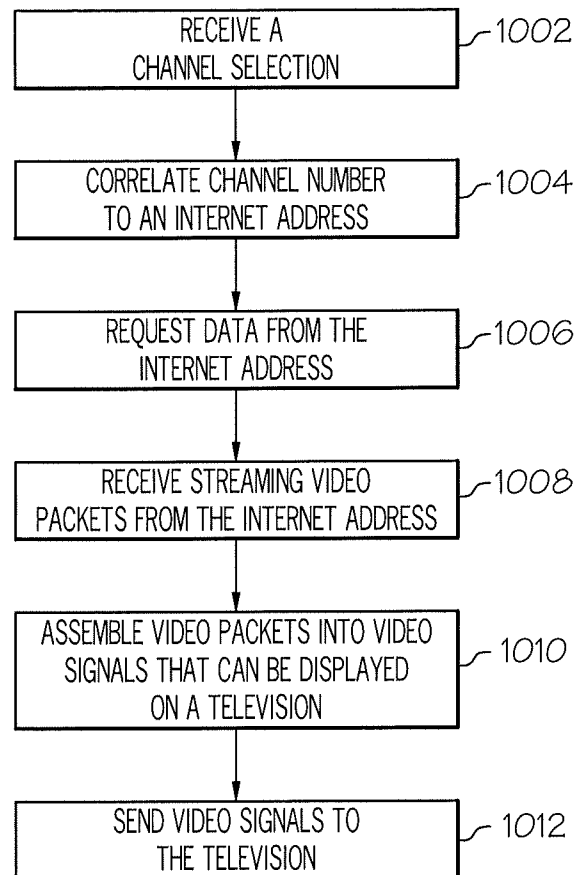 RECEIVE A
CHANNEL SELECTION
1002
CORRELATE CHANNEL NUMBER
TO AN INTERNET ADDRESS
1004
REQUEST DATA FROM THE
INTERNET ADDRESS
1006
RECEIVE STREAMING VIDEO
PACKETS FROM THE INTERNET ADDRESS
1008
ASSEMBLE VIDEO PACKETS INTO VIDEO
SIGNALS THAT CAN BE DISPLAYED
ON A TELEVISION
1010
SEND VIDEO SIGNALS TO
THE TELEVISION
1012